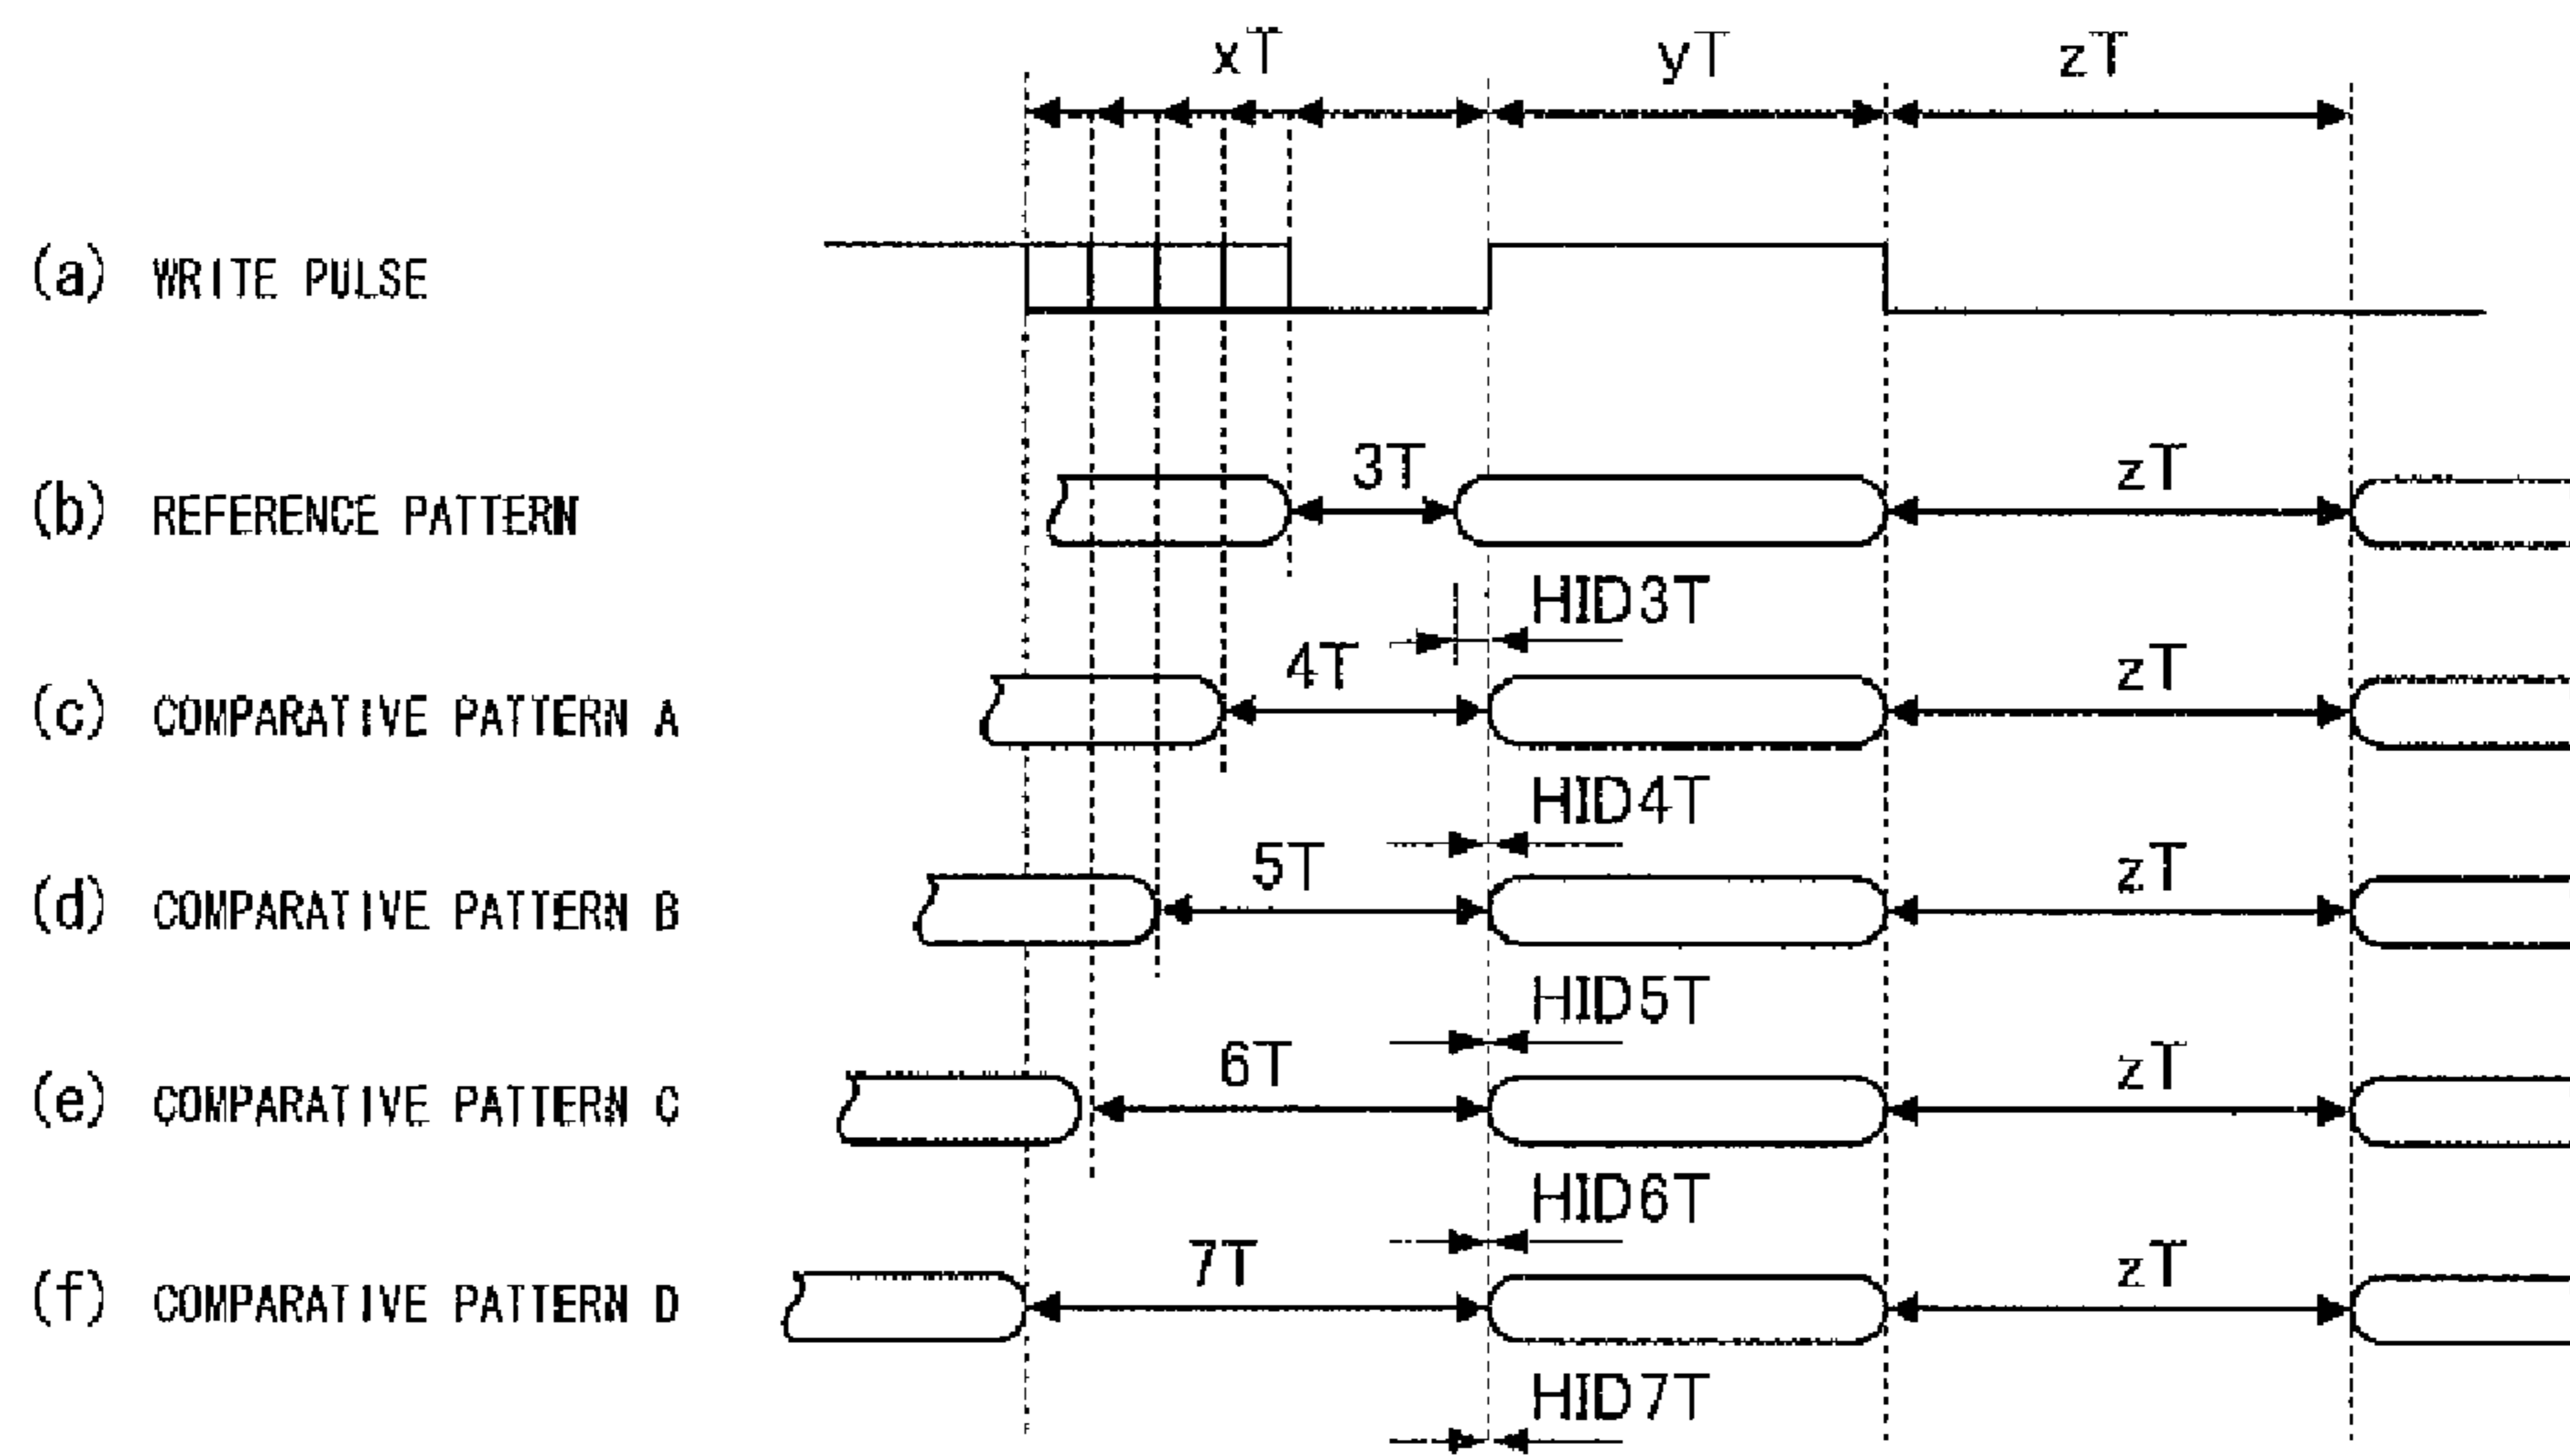 xT yT zT
(a) WRITE PULSE
(b) REFERENCE PATTERN 3T zT
HID3T
(c) COMPARATIVE PATTERN A 4T zT
HID4T
(d) COMPARATIVE PATTERN B 5T zT
HID5T
(e) COMPARATIVE PATTERN C 6T zT
HID6T
(f) COMPARATIVE PATTERN D 7T zT
HID7T